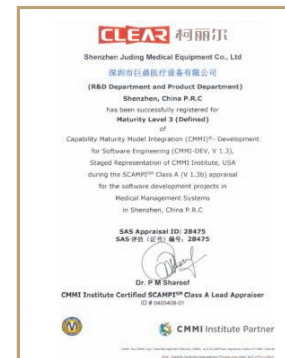 CLEAR 柯丽尔
Shenzhen Juding Medical Equipment Co., Ltd
深圳市巨鼎医疗设备有限公司
(R&D Department and Product Department)
Shenzhen, China P.R.C
has been successfully registered for
Maturity Level 3 (Defined)
of
Capability Maturity Model Integration (CMMI)®- Development
for Software Engineering (CMMI-DEV, V 1.3),
Staged Representation of CMMI Institute, USA
during the SCAMPI℠ Class A (V 1.3b) appraisal
for the software development projects in
Medical Management Systems
in Shenzhen, China P.R.C
SAS Appraisal ID: 28475
SAS 评估 (证书) 编号: 28475
Dr. P M Shareef
CMMI Institute Certified SCAMPI℠ Class A Lead Appraiser
ID # 0400409-01
CMMI Institute Partner